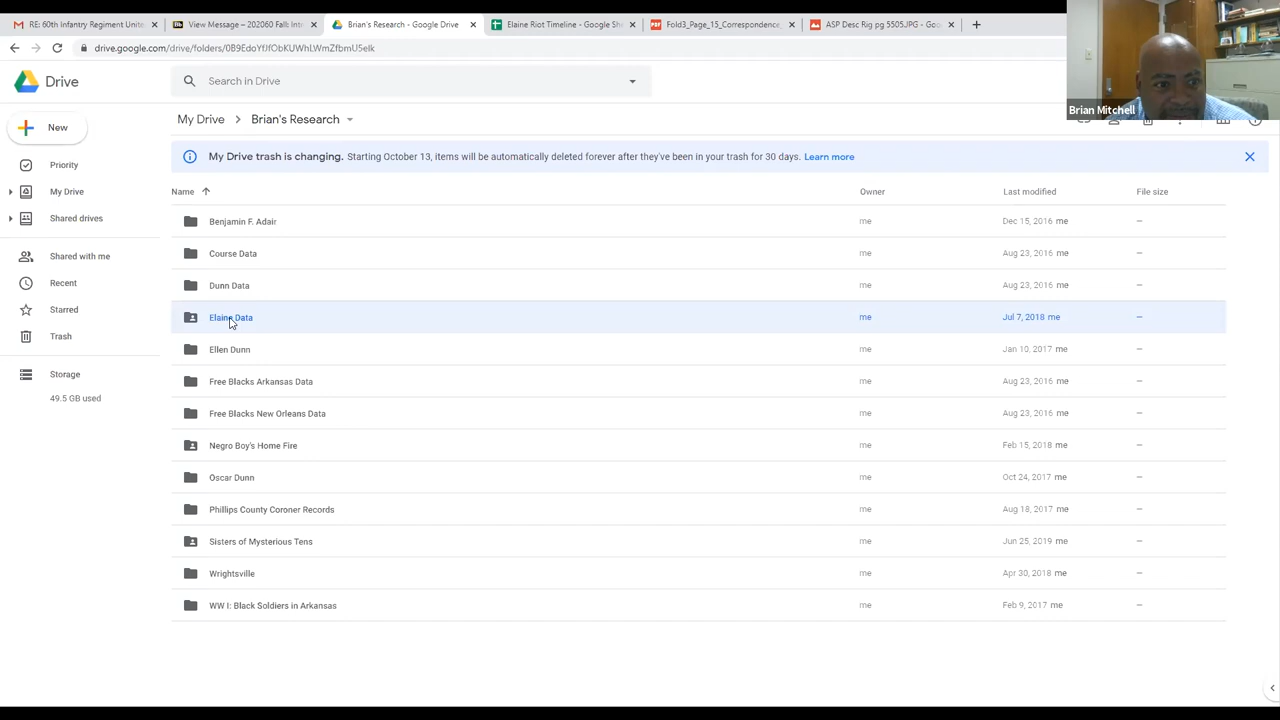 RE: 60th Infantry Regiment Unite
View Message – 202060 Fall: Intr
Brian's Research - Google Drive
Elaine Riot Timeline - Google She
Fold3_Page_15_Correspondence_
ASP Desc Rig pg 5505.JPG - Goo
drive.google.com/drive/folders/
Brian Mitchell
Drive
Search in Drive
New
My Drive
Brian's Research
My Drive trash is changing. Starting October 13, items will be automatically deleted forever after they've been in your trash for 30 days. Learn more
Priority
My Drive
Shared drives
Shared with me
Recent
Starred
Trash
Storage
49.5 GB used
Name Owner Last modified File size
Benjamin F. Adair me Dec 15, 2016 me –
Course Data me Aug 23, 2016 me –
Dunn Data me Aug 23, 2016 me –
Elaine Data me Jul 7, 2018 me –
Ellen Dunn me Jan 10, 2017 me –
Free Blacks Arkansas Data me Aug 23, 2016 me –
Free Blacks New Orleans Data me Aug 23, 2016 me –
Negro Boy's Home Fire me Feb 15, 2018 me –
Oscar Dunn me Oct 24, 2017 me –
Phillips County Coroner Records me Aug 18, 2017 me –
Sisters of Mysterious Tens me Jun 25, 2019 me –
Wrightsville me Apr 30, 2018 me –
WW I: Black Soldiers in Arkansas me Feb 9, 2017 me –